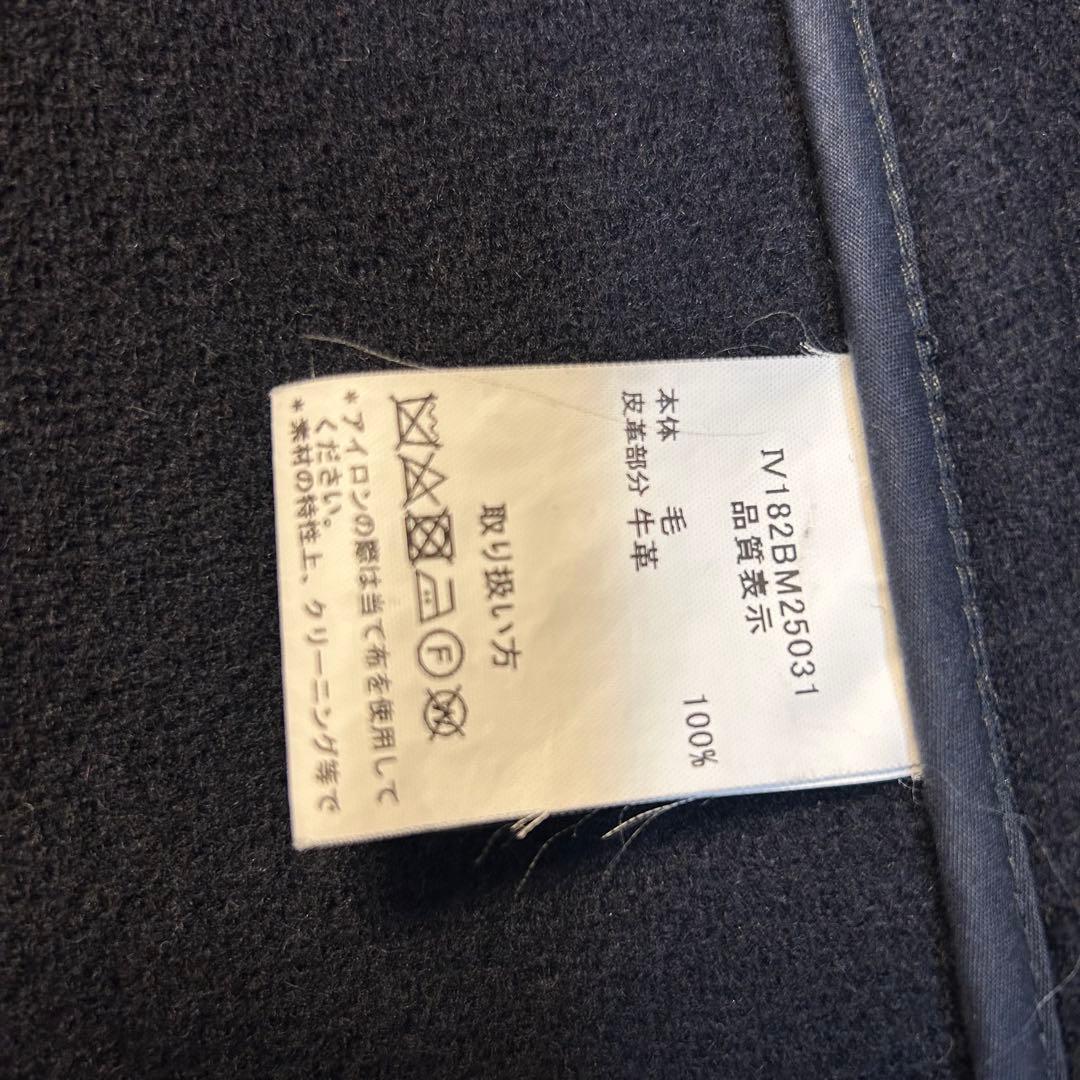 Ⅳ182BM25031
品質表示
本体 毛 100%
皮革部分 牛革
取り扱い方
F W
*アイロンの際は当て布を使用して
ください。
*素材の特性上、クリーニング等で